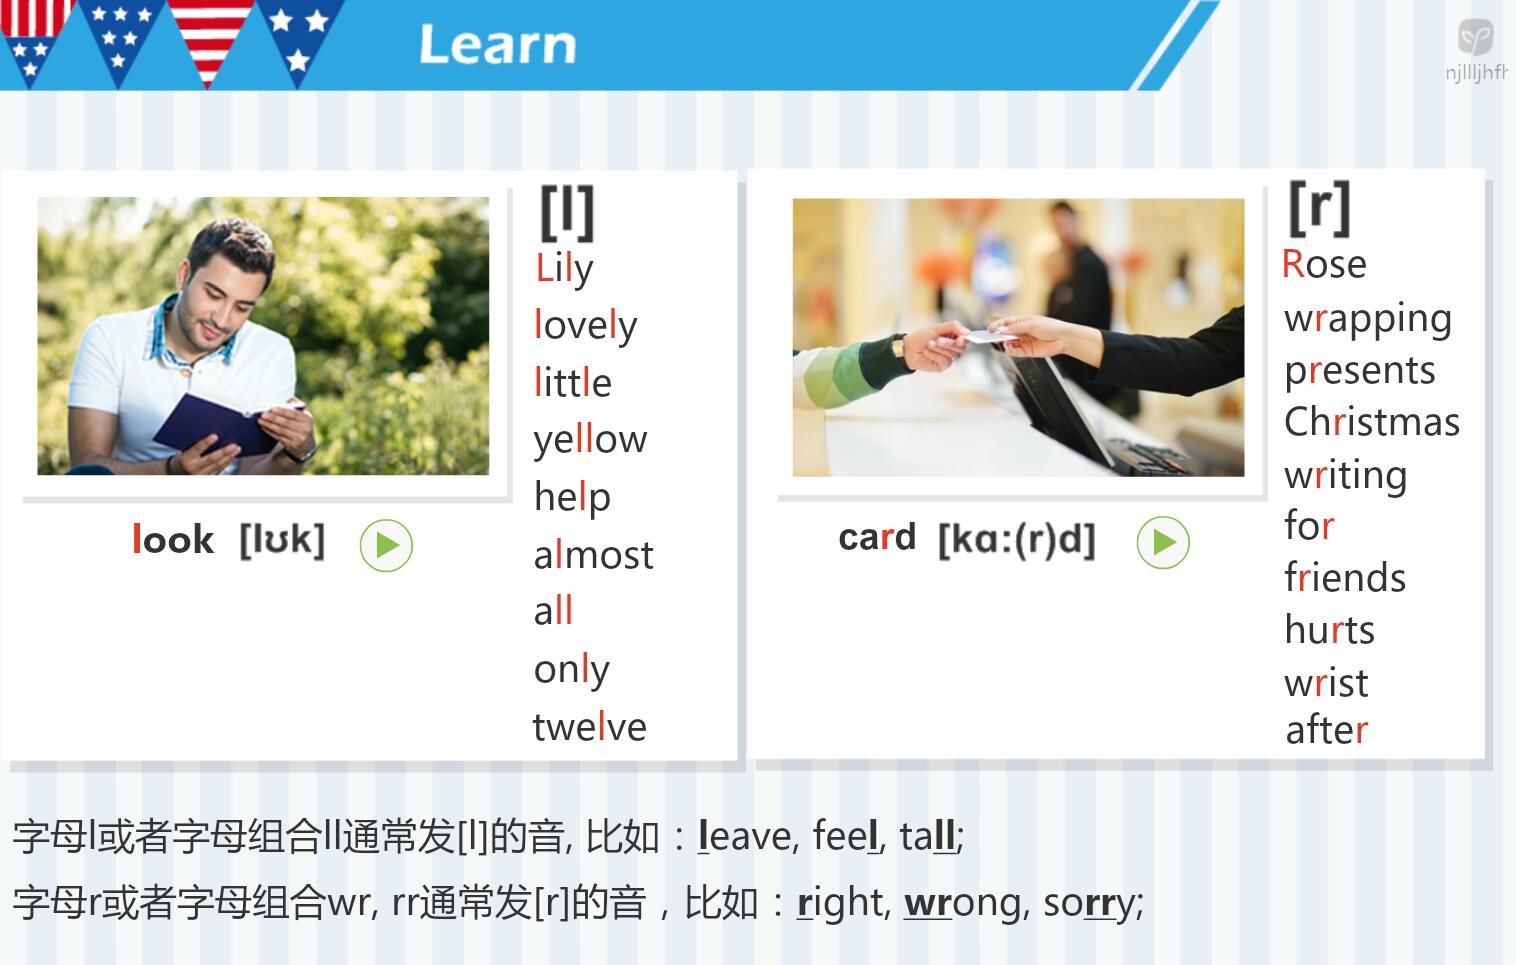 Learn
[l]
Lily
lovely
little
yellow
help
almost
all
only
twelve
look [lʊk]
[r]
Rose
wrapping
presents
Christmas
writing
for
friends
hurts
wrist
after
card [kɑ:(r)d]
字母l或者字母组合ll通常发[l]的音, 比如：leave, feel, tall;
字母r或者字母组合wr, rr通常发[r]的音，比如：right, wrong, sorry;